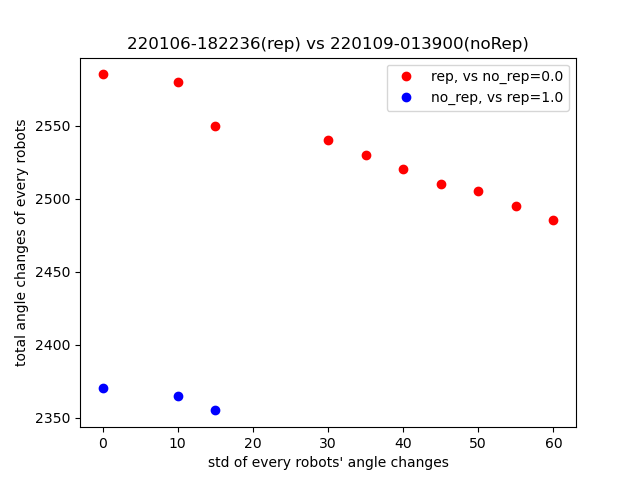 220106-182236(rep) vs 220109-013900(noRep)
rep, vs no_rep=0.0
no_rep, vs rep=1.0
total angle changes of every robots
2550
2500
2450
2400
2350
0 10 20 30 40 50 60
std of every robots' angle changes